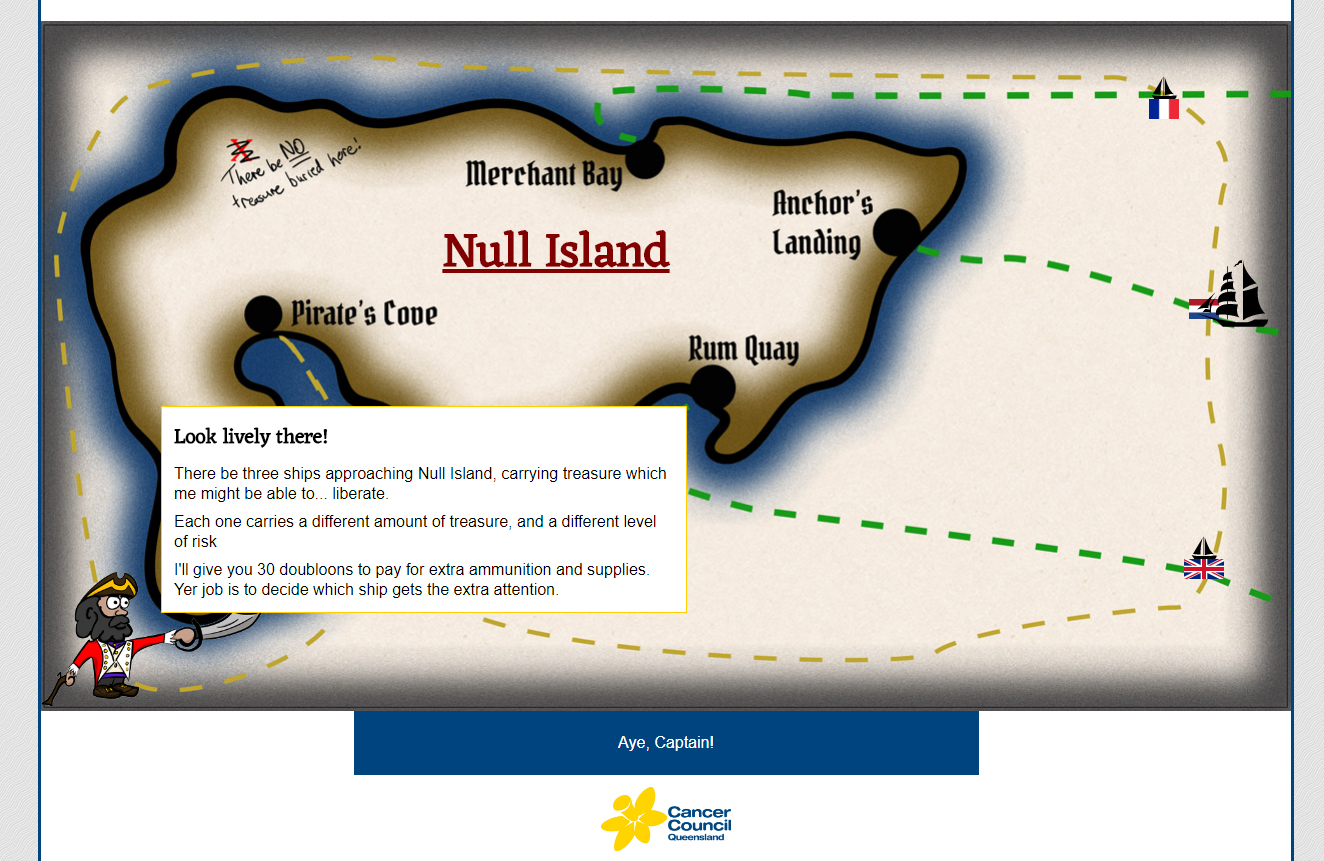 X
There be NO
treasure buried here!
Merchant Bay
Anchor's
Landing
Null Island
Pirate's Cove
Rum Quay
Look lively there!
There be three ships approaching Null Island, carrying treasure which
me might be able to... liberate.
Each one carries a different amount of treasure, and a different level
of risk
I'll give you 30 doubloons to pay for extra ammunition and supplies.
Yer job is to decide which ship gets the extra attention.
Aye, Captain!
Cancer
Council
Queensland